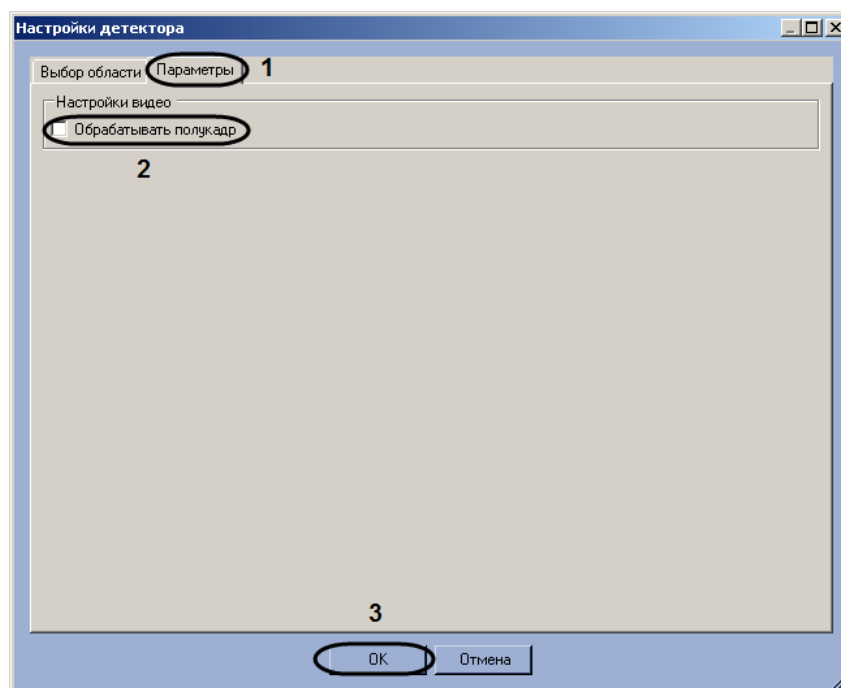 Настройки детектора
Выбор области Параметры 1
Настройки видео
Обрабатывать полукадр
2
3
OK Отмена